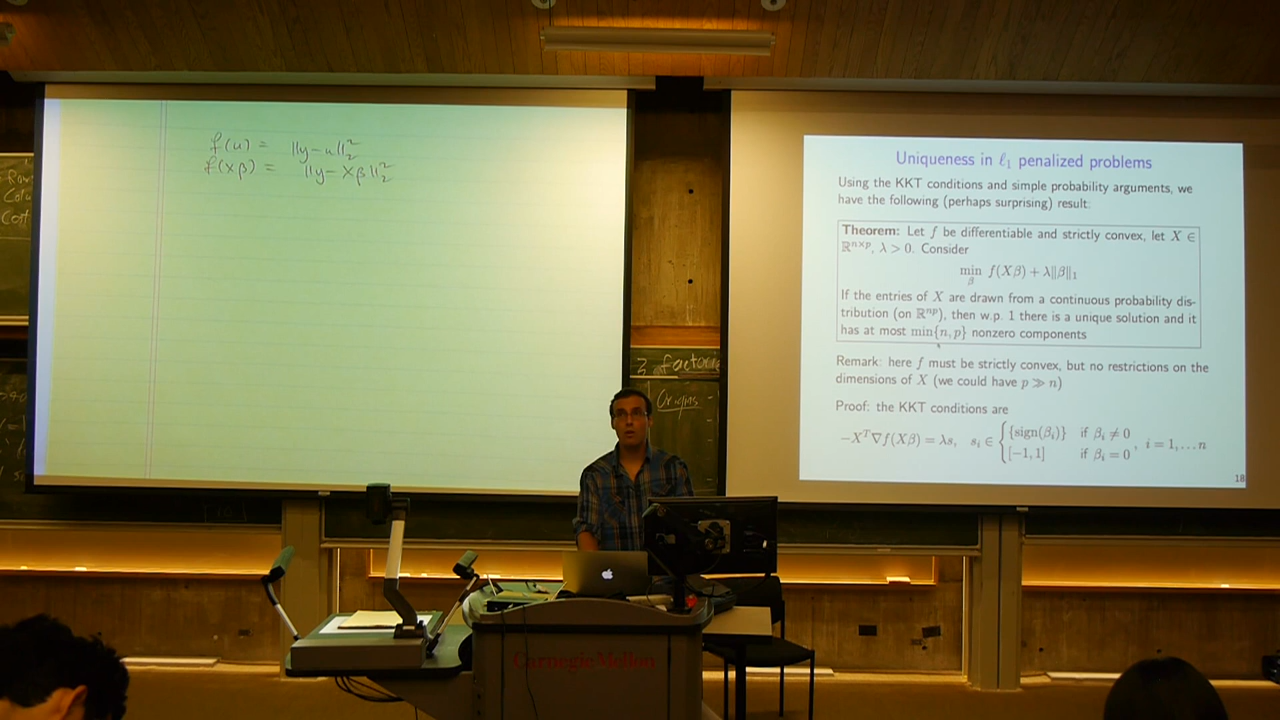 f(u) = ||y-u||₂²
f(Xβ) = ||y-Xβ||₂²
Row
Colu
Cost
Origins -
Uniqueness in ℓ₁ penalized problems
Using the KKT conditions and simple probability arguments, we
have the following (perhaps surprising) result:
Theorem: Let f be differentiable and strictly convex, let X ∈
ℝⁿˣᵖ, λ > 0. Consider
min f(Xβ) + λ‖β‖₁
β
If the entries of X are drawn from a continuous probability dis-
tribution (on ℝⁿᵖ), then w.p. 1 there is a unique solution and it
has at most min{n, p} nonzero components
Remark: here f must be strictly convex, but no restrictions on the
dimensions of X (we could have p ≫ n)
Proof: the KKT conditions are
−Xᵀ∇f(Xβ) = λs, sᵢ ∈ { {sign(βᵢ)} if βᵢ ≠ 0
[−1, 1] if βᵢ = 0 , i = 1, … n
18
Carnegie Mellon